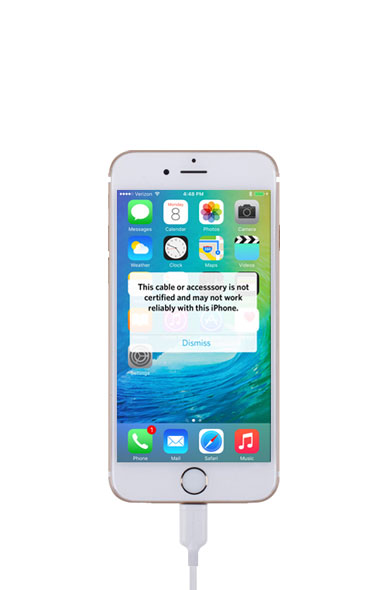 Verizon 4:48 PM
Monday
8
Messages Calendar Photos Camera
Weather Clock Maps Videos
This cable or accesssory is not
certified and may not work
reliably with this iPhone.
Dismiss
Settings
1
Phone Mail Safari Music